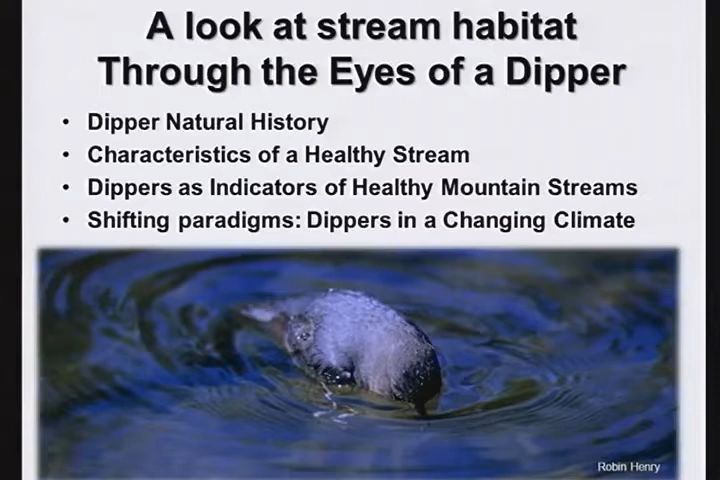 A look at stream habitat
Through the Eyes of a Dipper
• Dipper Natural History
• Characteristics of a Healthy Stream
• Dippers as Indicators of Healthy Mountain Streams
• Shifting paradigms: Dippers in a Changing Climate
Robin Henry